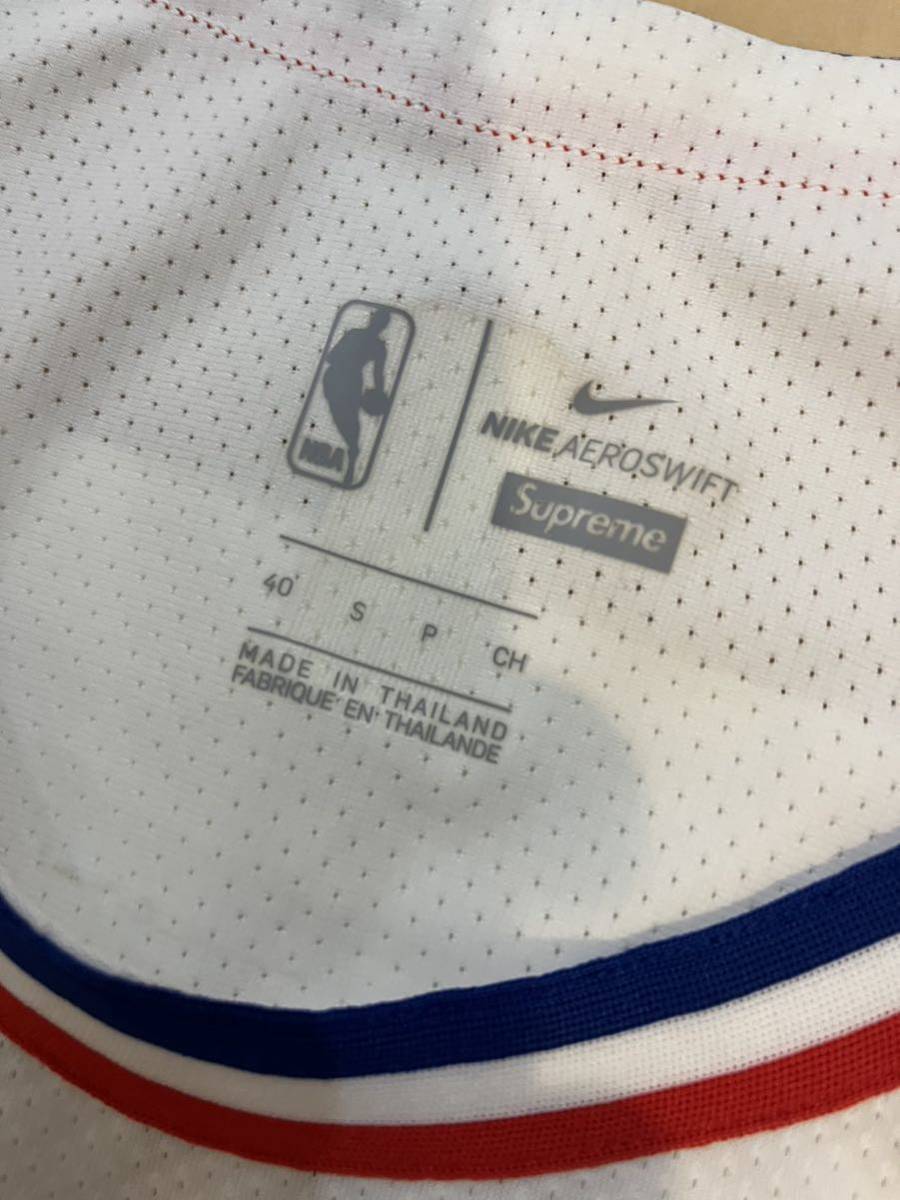 NBA
NIKE AEROSWIFT
Supreme
40 S P CH
MADE IN THAILAND
FABRIQUE' EN THAILANDE